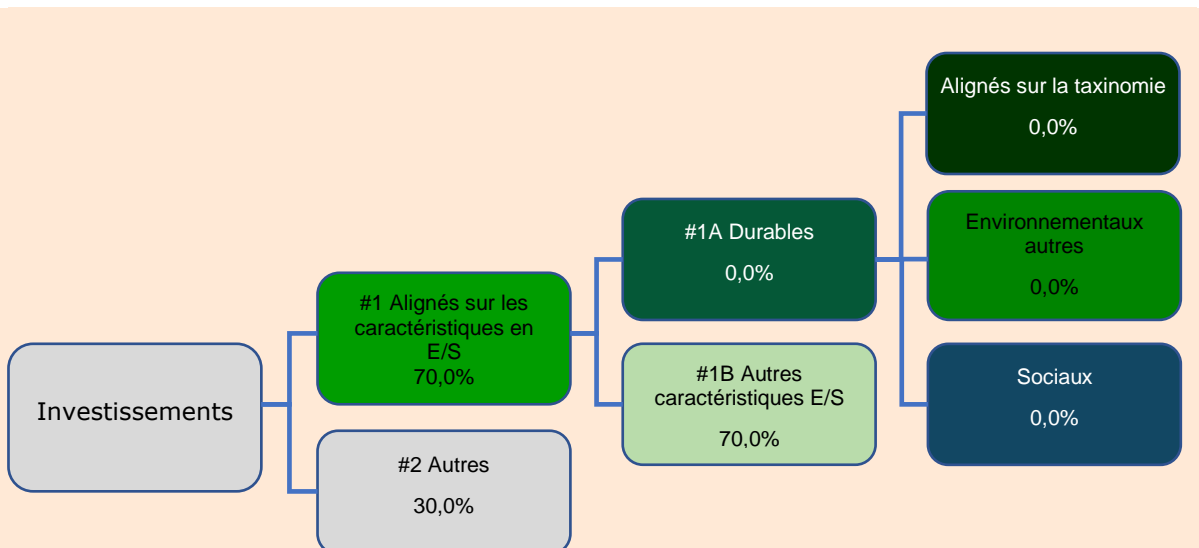 Investissements
#1 Alignés sur les
caractéristiques en
E/S
70,0%
#2 Autres
30,0%
#1A Durables
0,0%
#1B Autres
caractéristiques E/S
70,0%
Alignés sur la taxinomie
0,0%
Environnementaux
autres
0,0%
Sociaux
0,0%